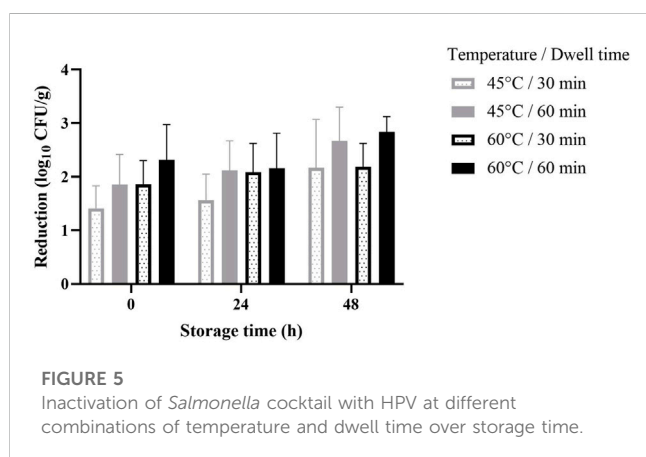 Temperature / Dwell time
45°C / 30 min
45°C / 60 min
60°C / 30 min
60°C / 60 min
Reduction (log₁₀ CFU/g)
4
3
2
1
0
0 24 48
Storage time (h)
FIGURE 5
Inactivation of Salmonella cocktail with HPV at different
combinations of temperature and dwell time over storage time.